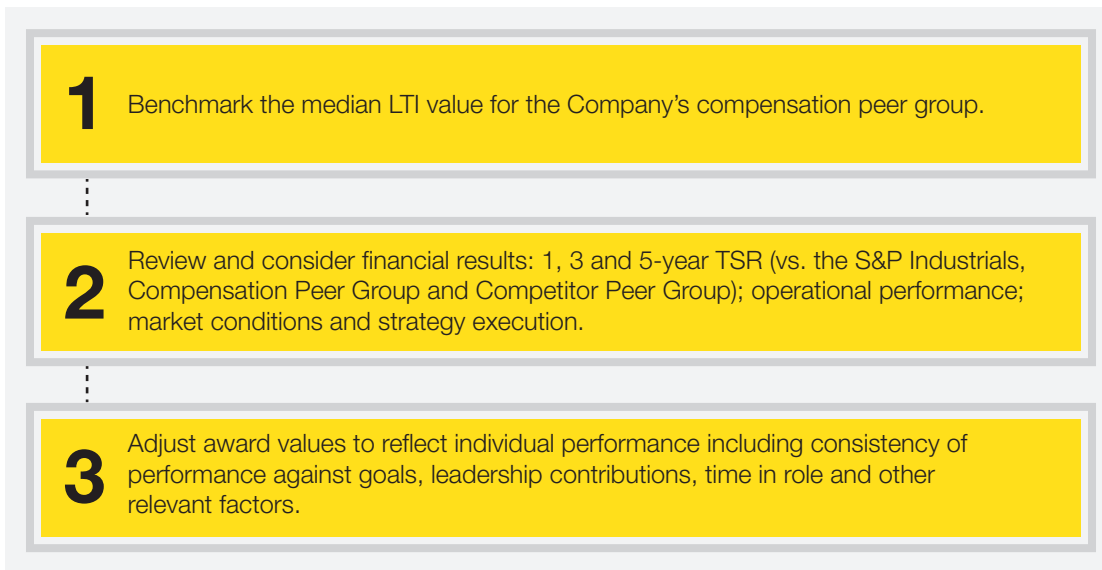 1
Benchmark the median LTI value for the Company's compensation peer group.
2
Review and consider financial results: 1, 3 and 5-year TSR (vs. the S&P Industrials,
Compensation Peer Group and Competitor Peer Group); operational performance;
market conditions and strategy execution.
3
Adjust award values to reflect individual performance including consistency of
performance against goals, leadership contributions, time in role and other
relevant factors.